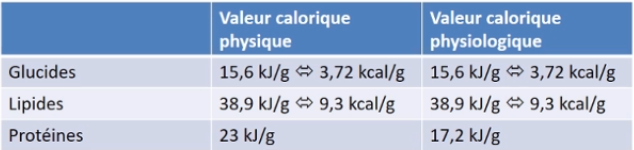 Valeur calorique physique Valeur calorique physiologique
Glucides 15,6 kJ/g ⇔ 3,72 kcal/g 15,6 kJ/g ⇔ 3,72 kcal/g
Lipides 38,9 kJ/g ⇔ 9,3 kcal/g 38,9 kJ/g ⇔ 9,3 kcal/g
Protéines 23 kJ/g 17,2 kJ/g